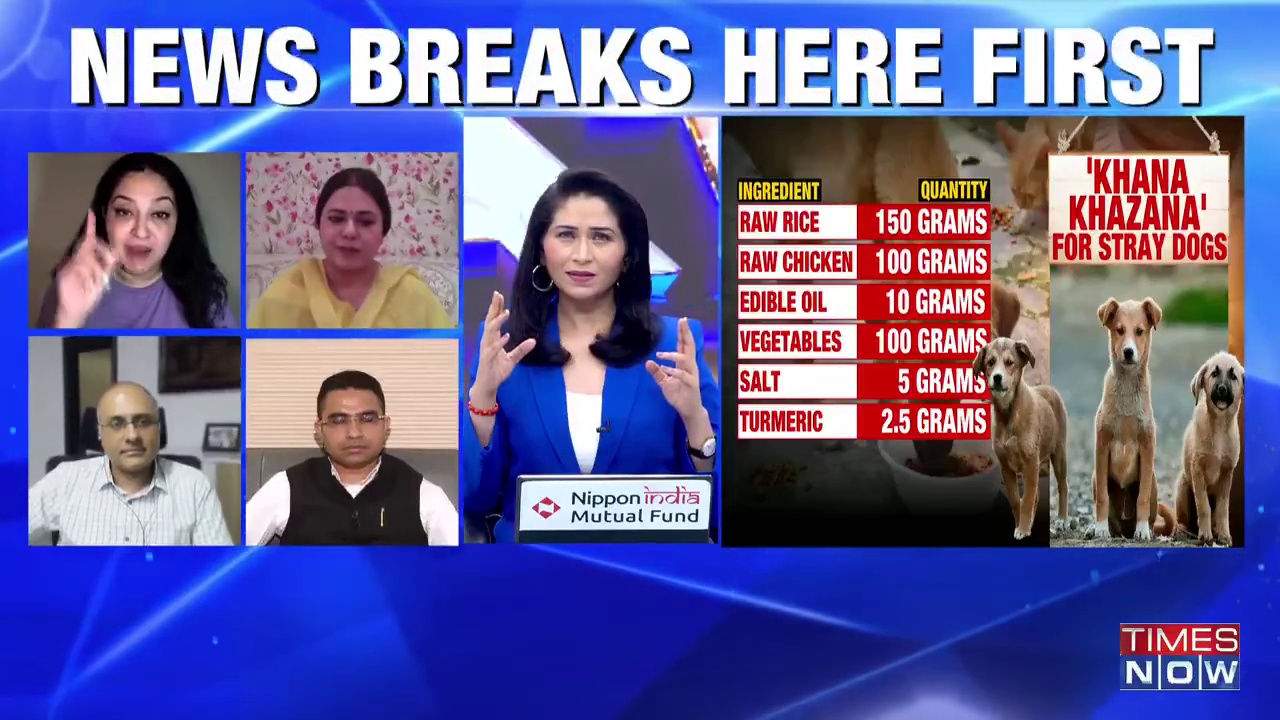 NEWS BREAKS HERE FIRST
INGREDIENT QUANTITY
RAW RICE 150 GRAMS
RAW CHICKEN 100 GRAMS
EDIBLE OIL 10 GRAMS
VEGETABLES 100 GRAMS
SALT 5 GRAMS
TURMERIC 2.5 GRAMS
'KHANA
KHAZANA'
FOR STRAY DOGS
Nippon india
Mutual Fund
TIMES
NOW